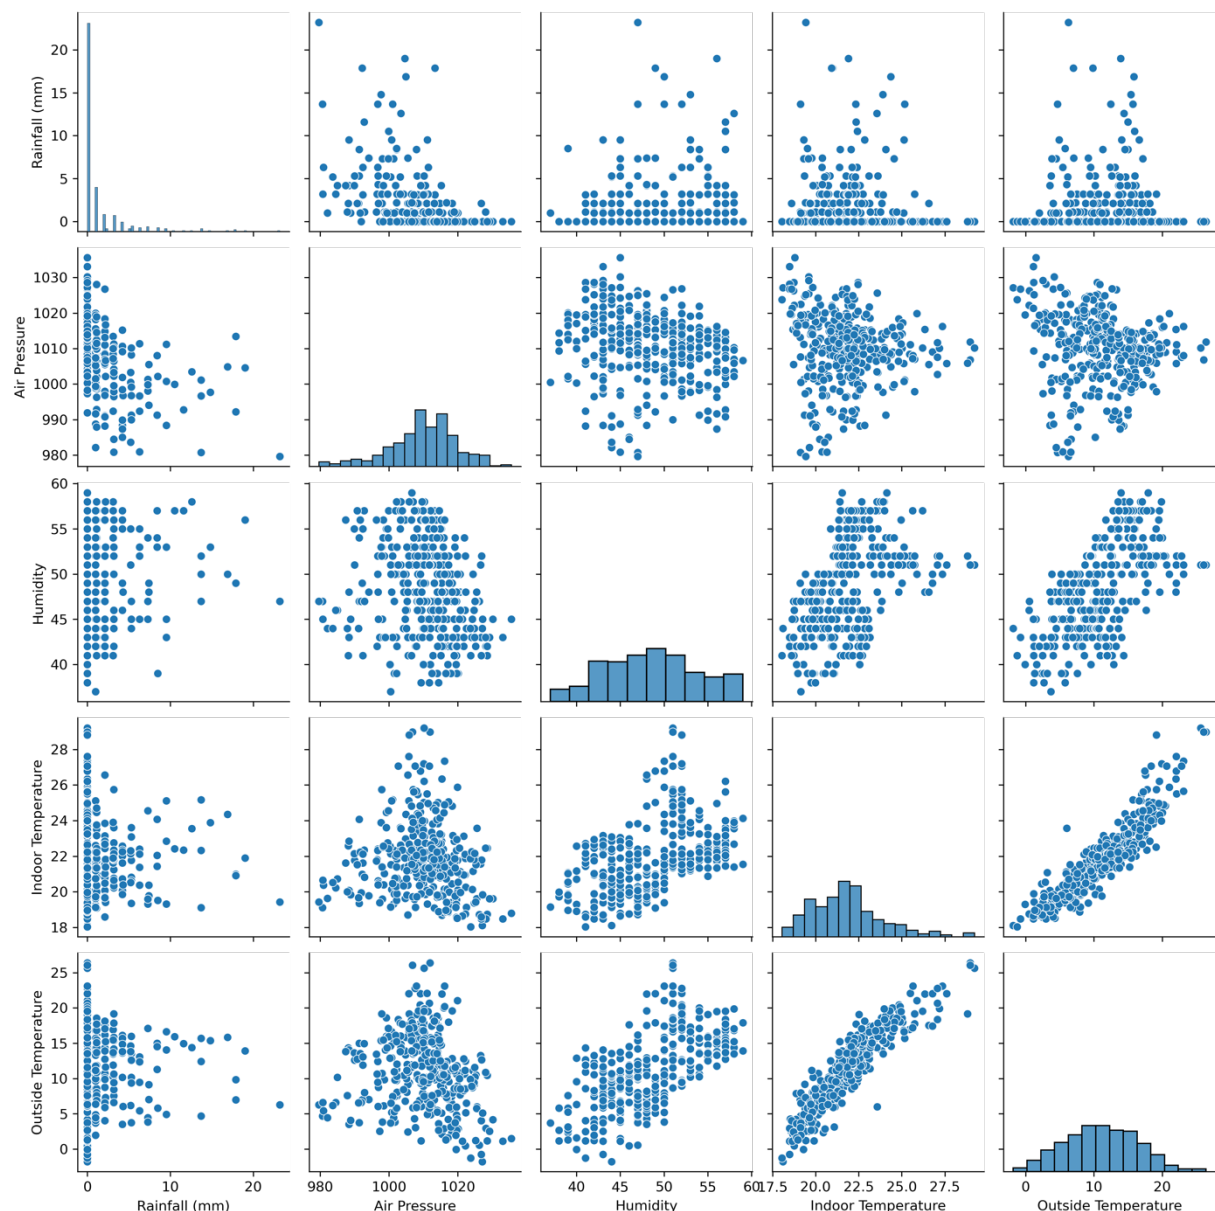 Rainfall (mm)
20
15
10
5
0
Air Pressure
1030
1020
1010
1000
990
980
Humidity
60
55
50
45
40
Indoor Temperature
28
26
24
22
20
18
Outside Temperature
25
20
15
10
5
0
0 10 20
980 1000 1020
40 45 50 55 60
17.5 20.0 22.5 25.0 27.5
0 10 20
Rainfall (mm) Air Pressure Humidity Indoor Temperature Outside Temperature